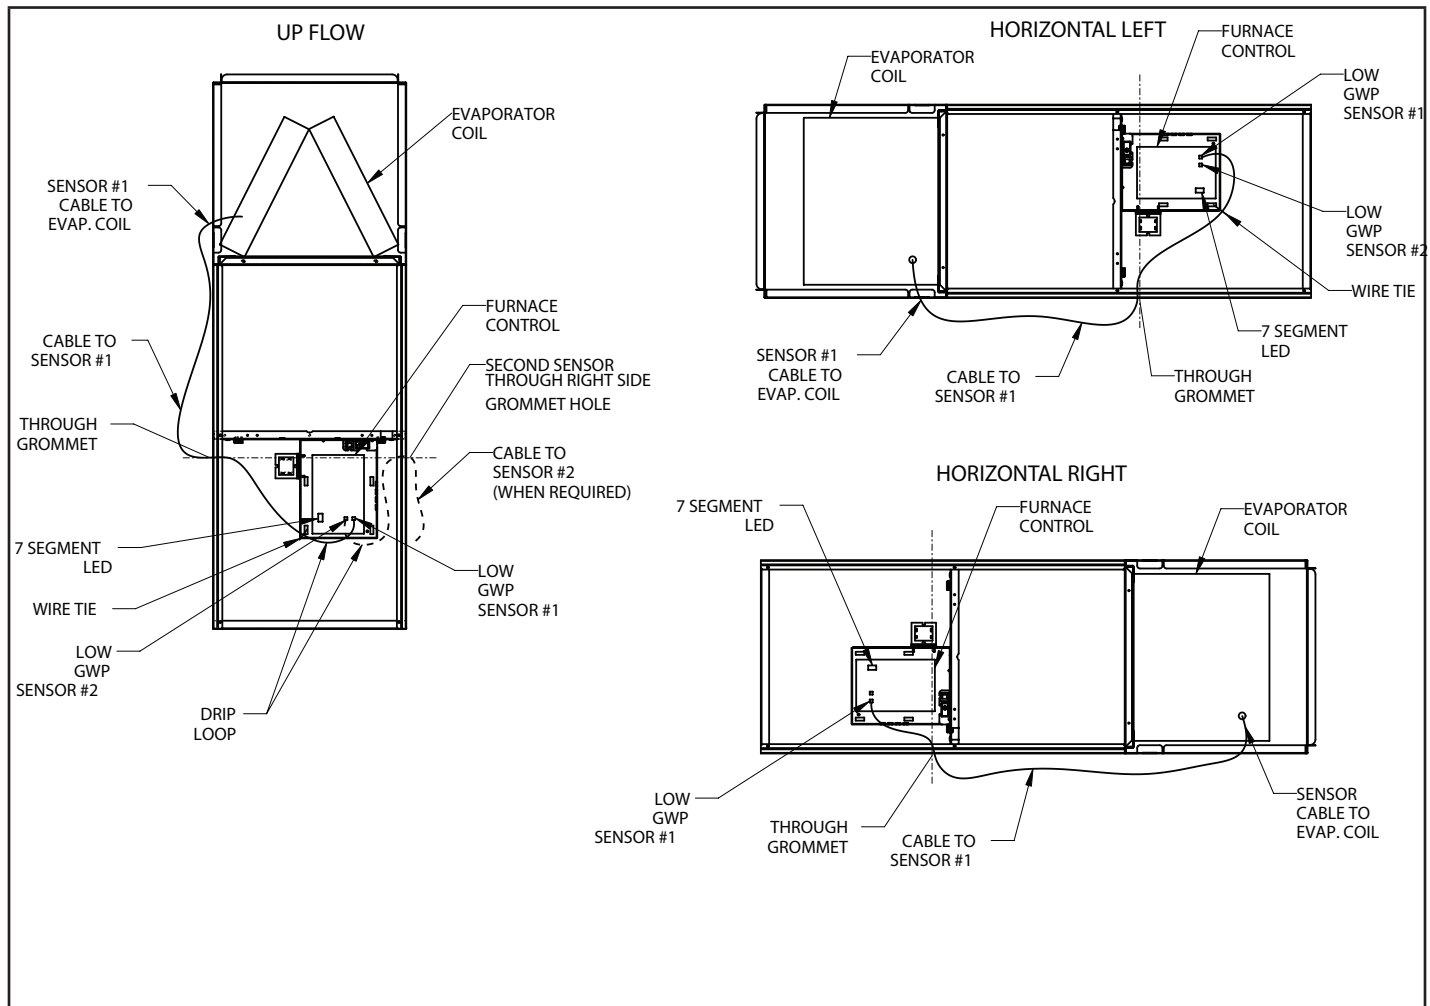 UP FLOW
EVAPORATOR
COIL
SENSOR #1
CABLE TO
EVAP. COIL
FURNACE
CONTROL
CABLE TO
SENSOR #1
SECOND SENSOR
THROUGH RIGHT SIDE
GROMMET HOLE
THROUGH
GROMMET
CABLE TO
SENSOR #2
(WHEN REQUIRED)
7 SEGMENT
LED
LOW
GWP
SENSOR #1
WIRE TIE
LOW
GWP
SENSOR #2
DRIP
LOOP
HORIZONTAL LEFT
FURNACE
CONTROL
EVAPORATOR
COIL
LOW
GWP
SENSOR #1
LOW
GWP
SENSOR #2
WIRE TIE
7 SEGMENT
LED
SENSOR #1
CABLE TO
EVAP. COIL
CABLE TO
SENSOR #1
THROUGH
GROMMET
HORIZONTAL RIGHT
7 SEGMENT
LED
FURNACE
CONTROL
EVAPORATOR
COIL
LOW
GWP
SENSOR #1
THROUGH
GROMMET
CABLE TO
SENSOR #1
SENSOR
CABLE TO
EVAP. COIL